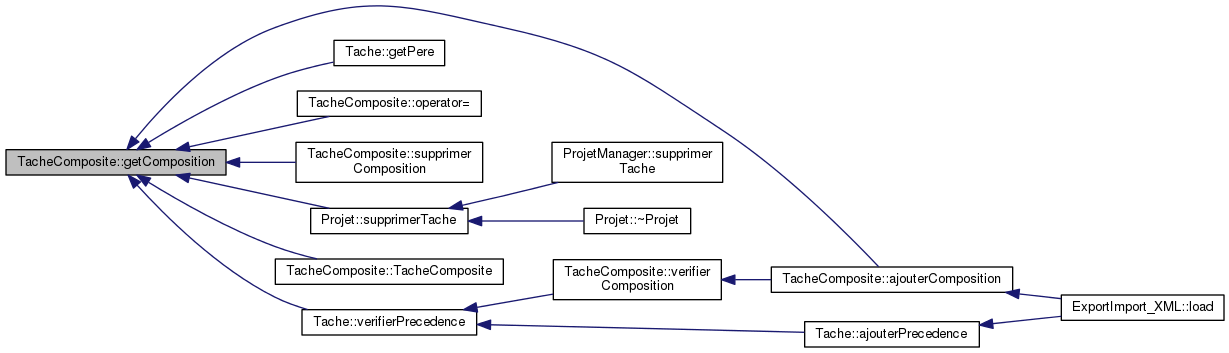 Tache::getPere
TacheComposite::operator=
TacheComposite::getComposition
TacheComposite::supprimer
Composition
ProjetManager::supprimer
Tache
Projet::supprimerTache
Projet::~Projet
TacheComposite::TacheComposite
TacheComposite::verifier
Composition
TacheComposite::ajouterComposition
ExportImport_XML::load
Tache::verifierPrecedence
Tache::ajouterPrecedence